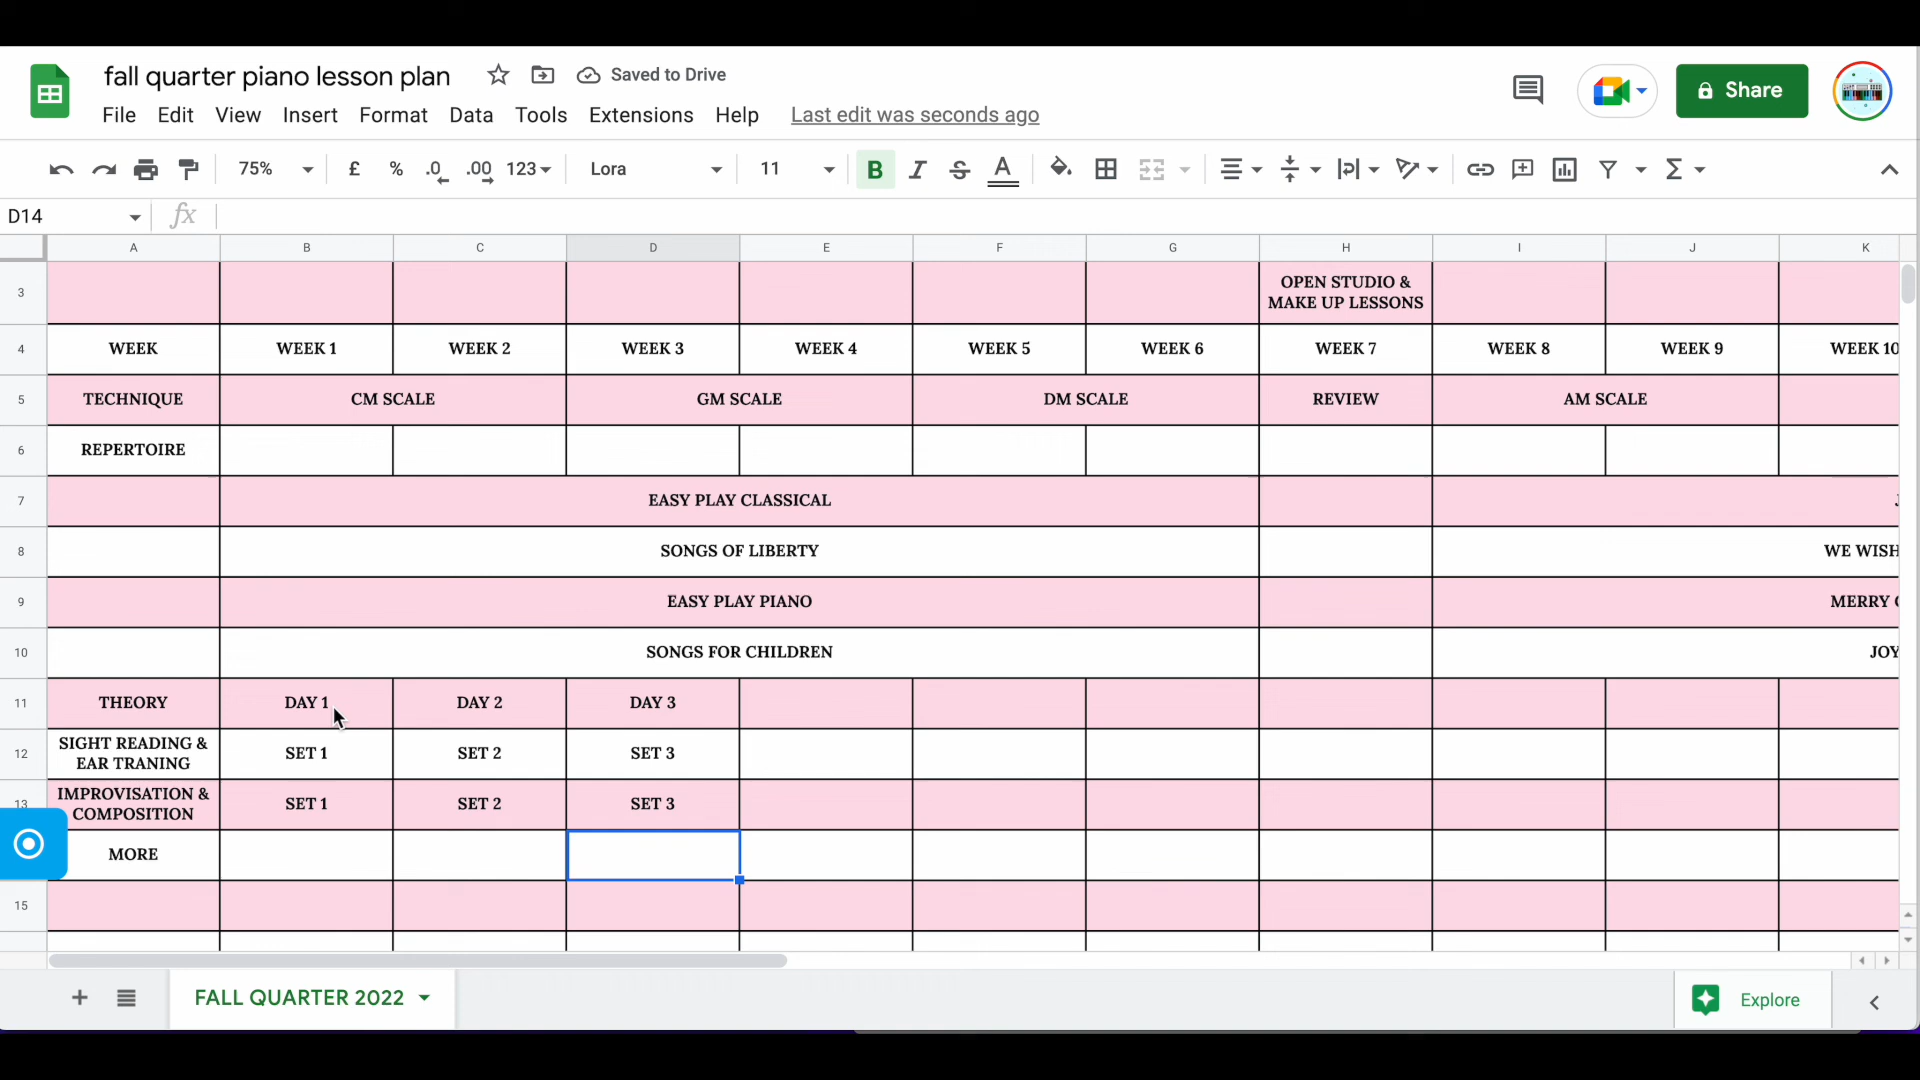 fall quarter piano lesson plan
Saved to Drive
Share
File Edit View Insert Format Data Tools Extensions Help Last edit was seconds ago
75% £ % .0 .00 123 Lora 11 B I S A Σ
D14 fx
A B C D E F G H I J K
3 OPEN STUDIO &
MAKE UP LESSONS
4 WEEK WEEK 1 WEEK 2 WEEK 3 WEEK 4 WEEK 5 WEEK 6 WEEK 7 WEEK 8 WEEK 9 WEEK 10
5 TECHNIQUE CM SCALE GM SCALE DM SCALE REVIEW AM SCALE
6 REPERTOIRE
7 EASY PLAY CLASSICAL
8 SONGS OF LIBERTY WE WISH
9 EASY PLAY PIANO MERRY
10 SONGS FOR CHILDREN JOY
11 THEORY DAY 1 DAY 2 DAY 3
12 SIGHT READING &
EAR TRANING SET 1 SET 2 SET 3
13 IMPROVISATION &
COMPOSITION SET 1 SET 2 SET 3
MORE
15
FALL QUARTER 2022
Explore